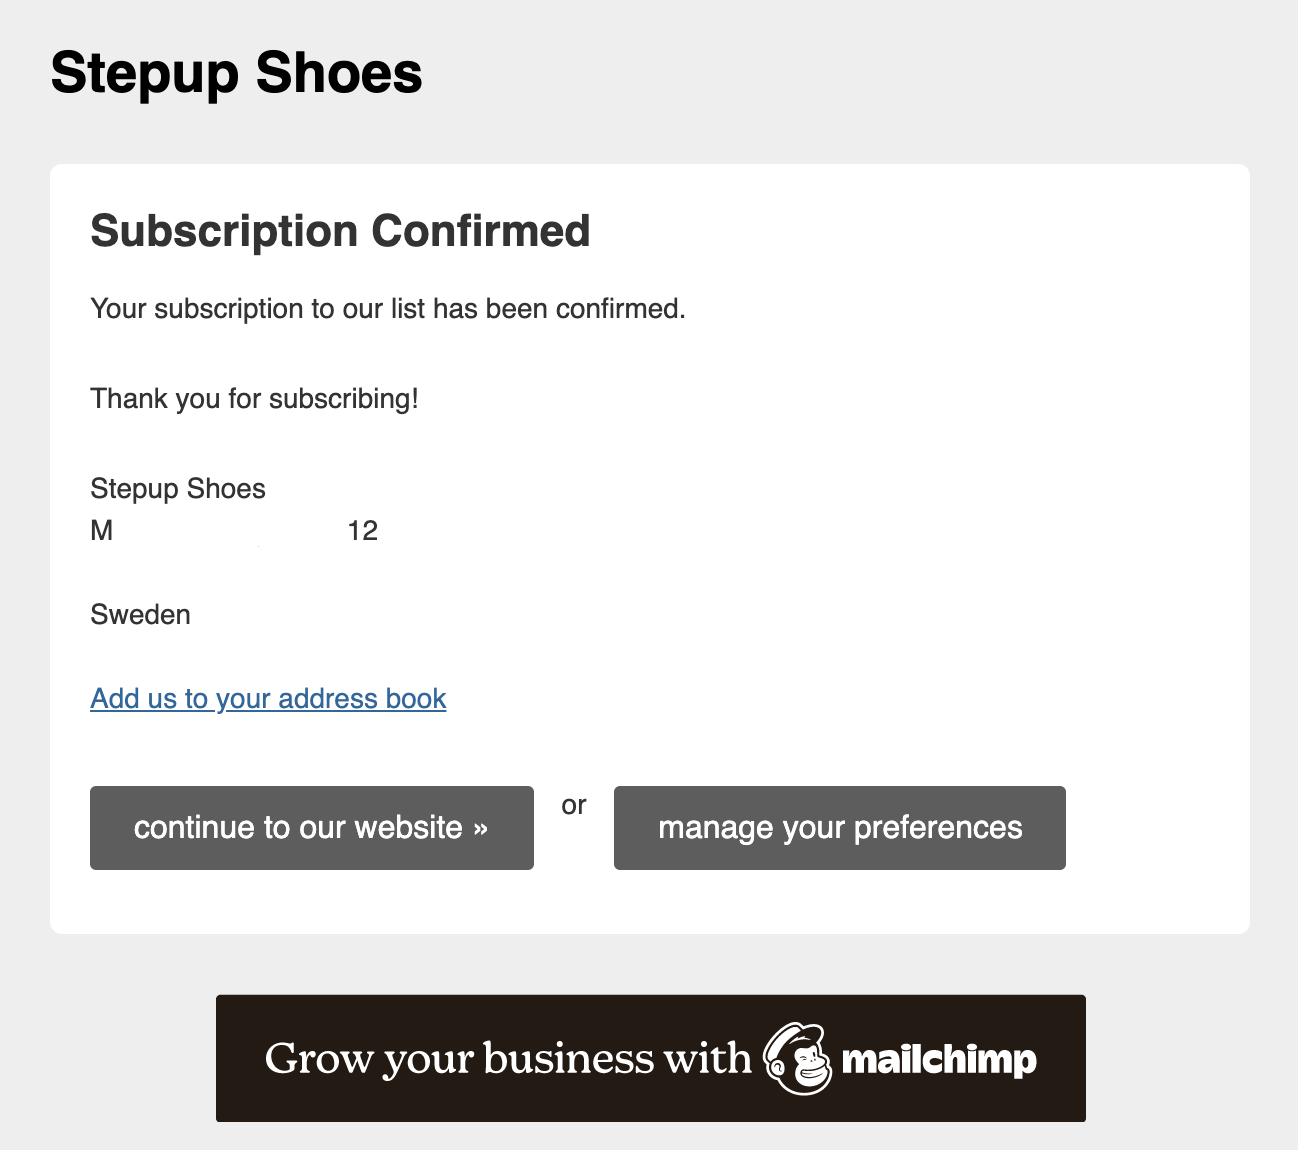 Stepup Shoes
Subscription Confirmed
Your subscription to our list has been confirmed.
Thank you for subscribing!
Stepup Shoes
M 12
Sweden
Add us to your address book
continue to our website »
or
manage your preferences
Grow your business with mailchimp